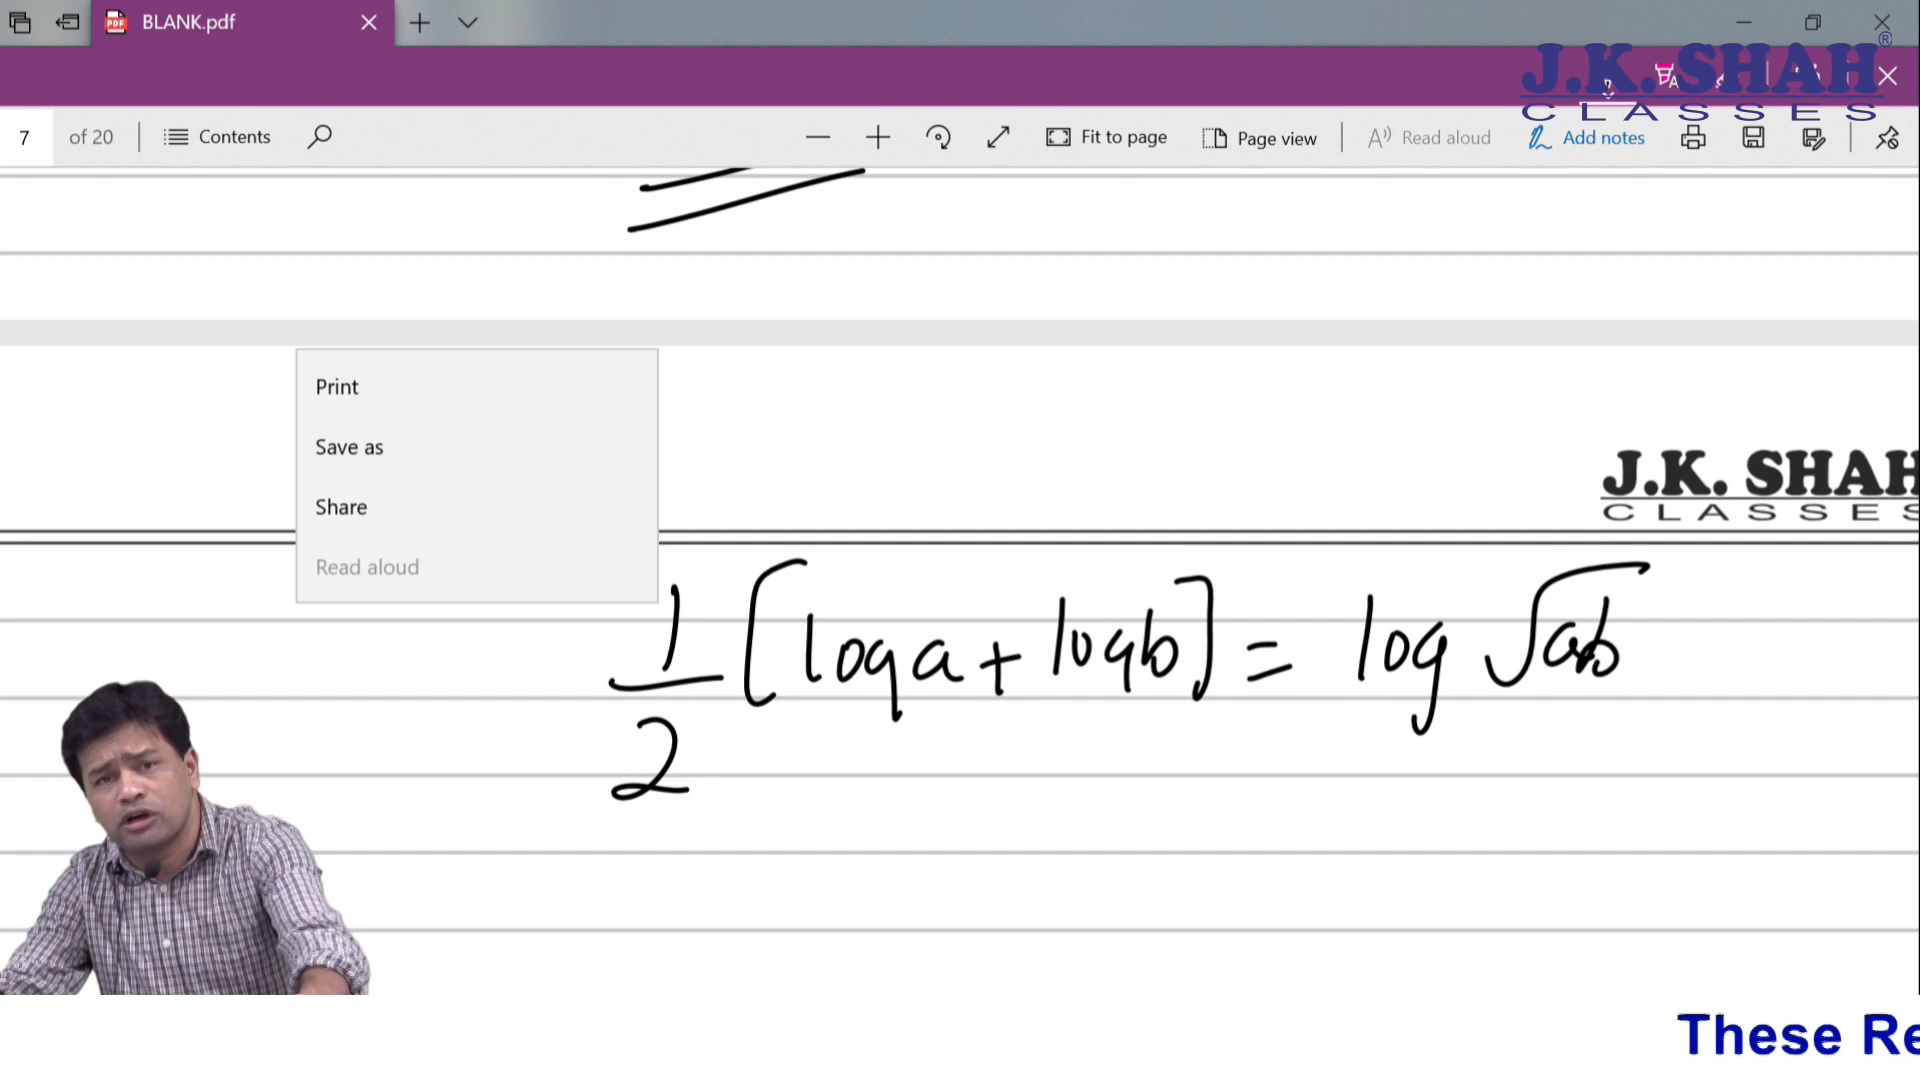 BLANK.pdf
J.K. SHAH®
CLASSES
7 of 20 Contents Fit to page Page view Read aloud Add notes
Print
Save as
Share
Read aloud
J.K. SHAH
CLASSES
1/2 [log a + log b] = log √ab
These Re